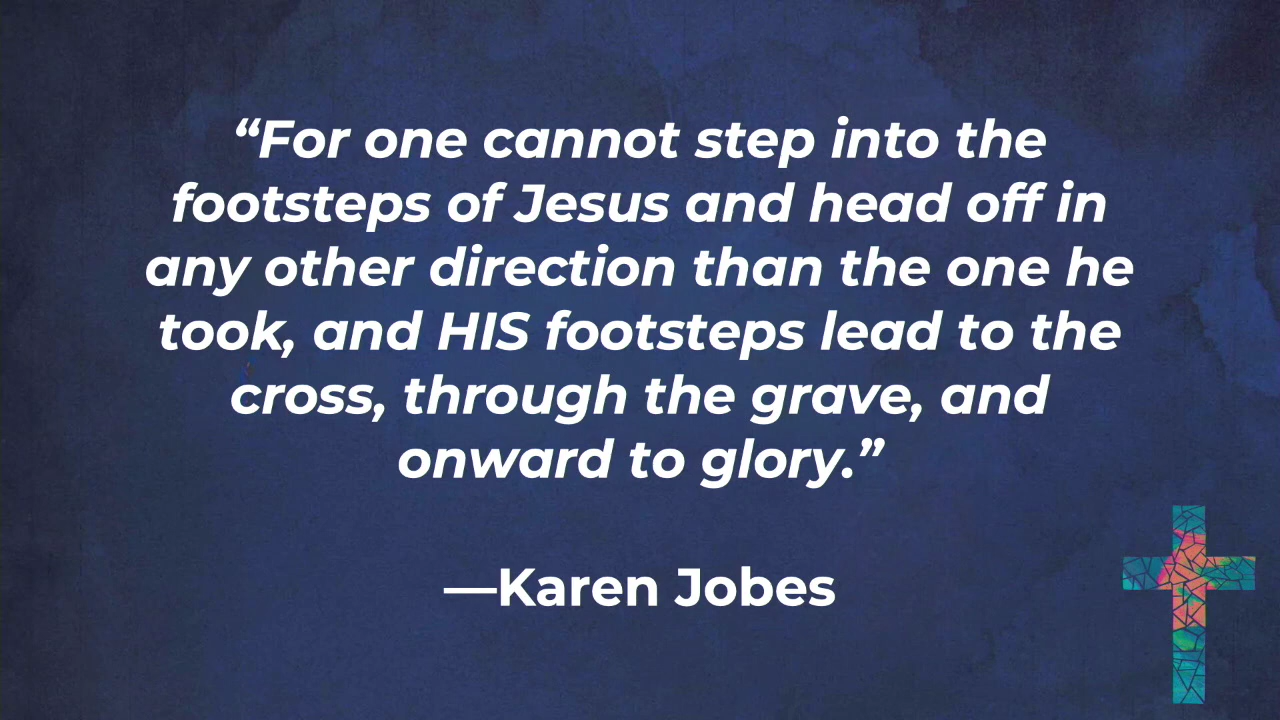 “For one cannot step into the
footsteps of Jesus and head off in
any other direction than the one he
took, and HIS footsteps lead to the
cross, through the grave, and
onward to glory.”
—Karen Jobes